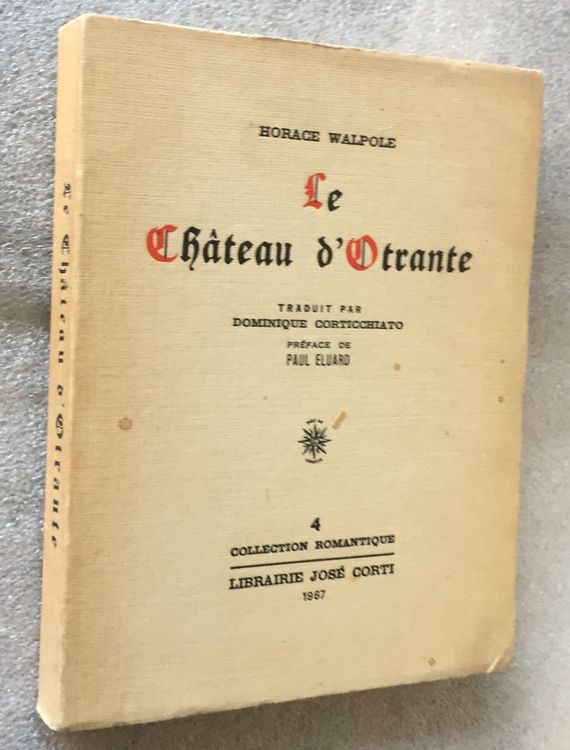 HORACE WALPOLE
Le
Château d'Otrante
TRADUIT PAR
DOMINIQUE CORTICCHIATO
PRÉFACE DE
PAUL ELUARD
4
COLLECTION ROMANTIQUE
LIBRAIRIE JOSÉ CORTI
1967
Le Château d'Otrante